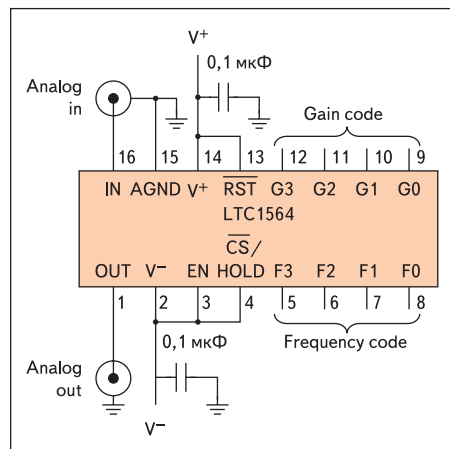 V+
0,1 мкФ
Analog
in
Gain code
16 15 14 13 12 11 10 9
IN AGND V+ RST G3 G2 G1 G0
LTC1564
CS/
OUT V− EN HOLD F3 F2 F1 F0
1 2 3 4 5 6 7 8
0,1 мкФ
Frequency code
Analog
out
V−